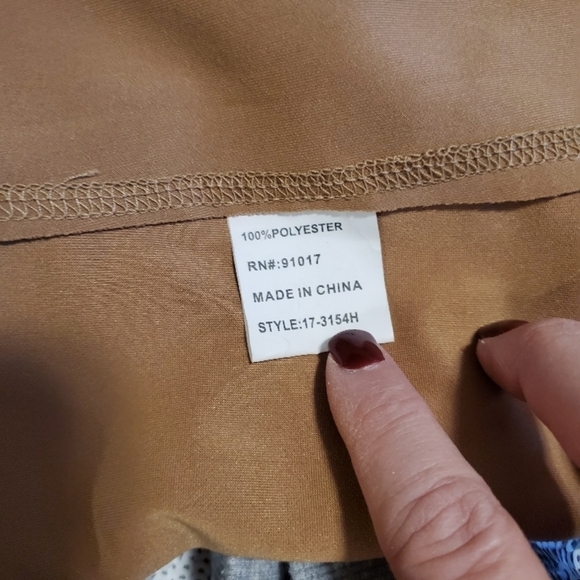 100%POLYESTER
RN#:91017
MADE IN CHINA
STYLE:17-3154H